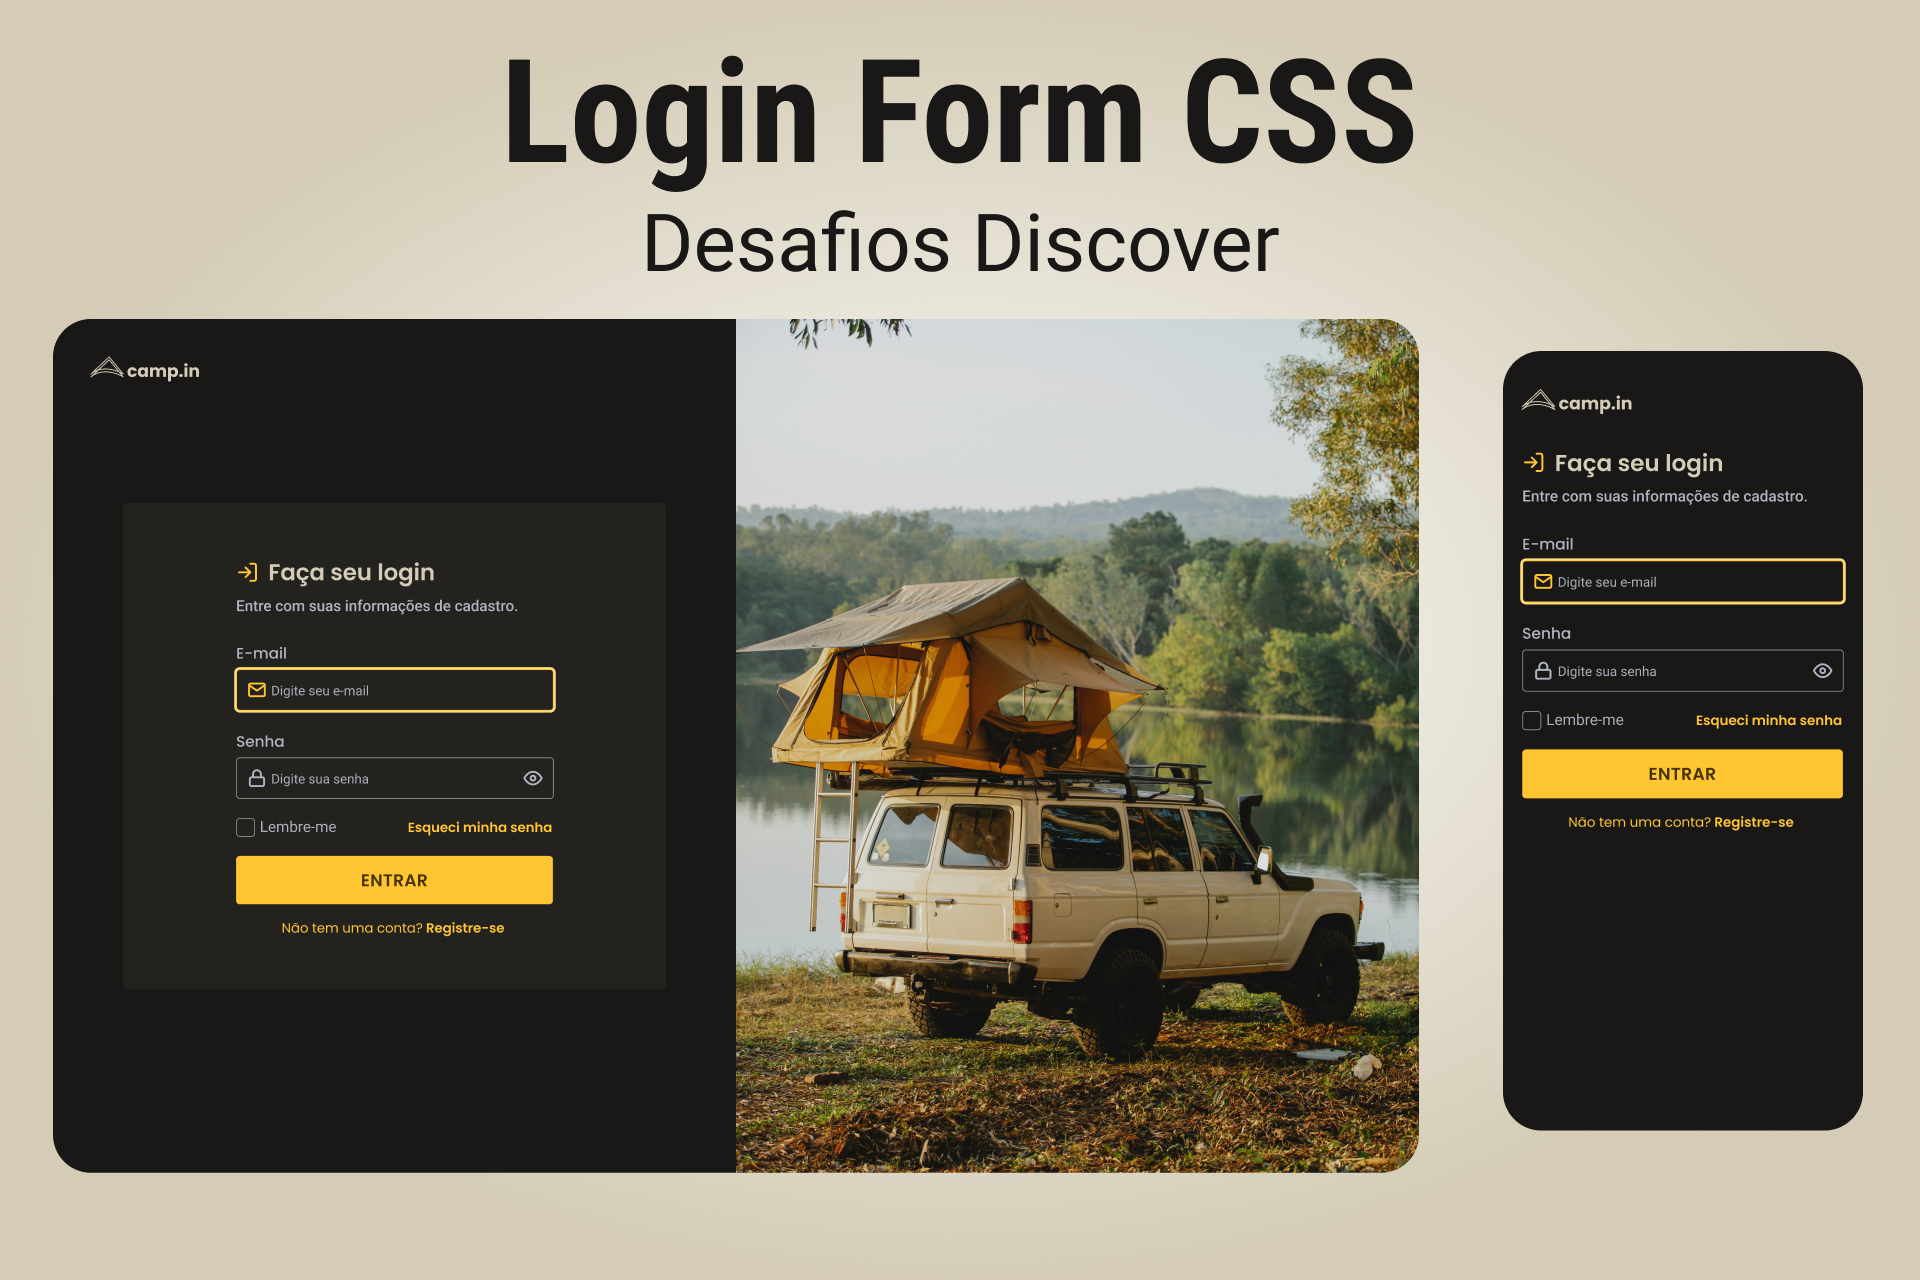 Login Form CSS
Desafios Discover
camp.in
Faça seu login
Entre com suas informações de cadastro.
E-mail
Digite seu e-mail
Senha
Digite sua senha
Lembre-me Esqueci minha senha
ENTRAR
Não tem uma conta? Registre-se
camp.in
Faça seu login
Entre com suas informações de cadastro.
E-mail
Digite seu e-mail
Senha
Digite sua senha
Lembre-me Esqueci minha senha
ENTRAR
Não tem uma conta? Registre-se